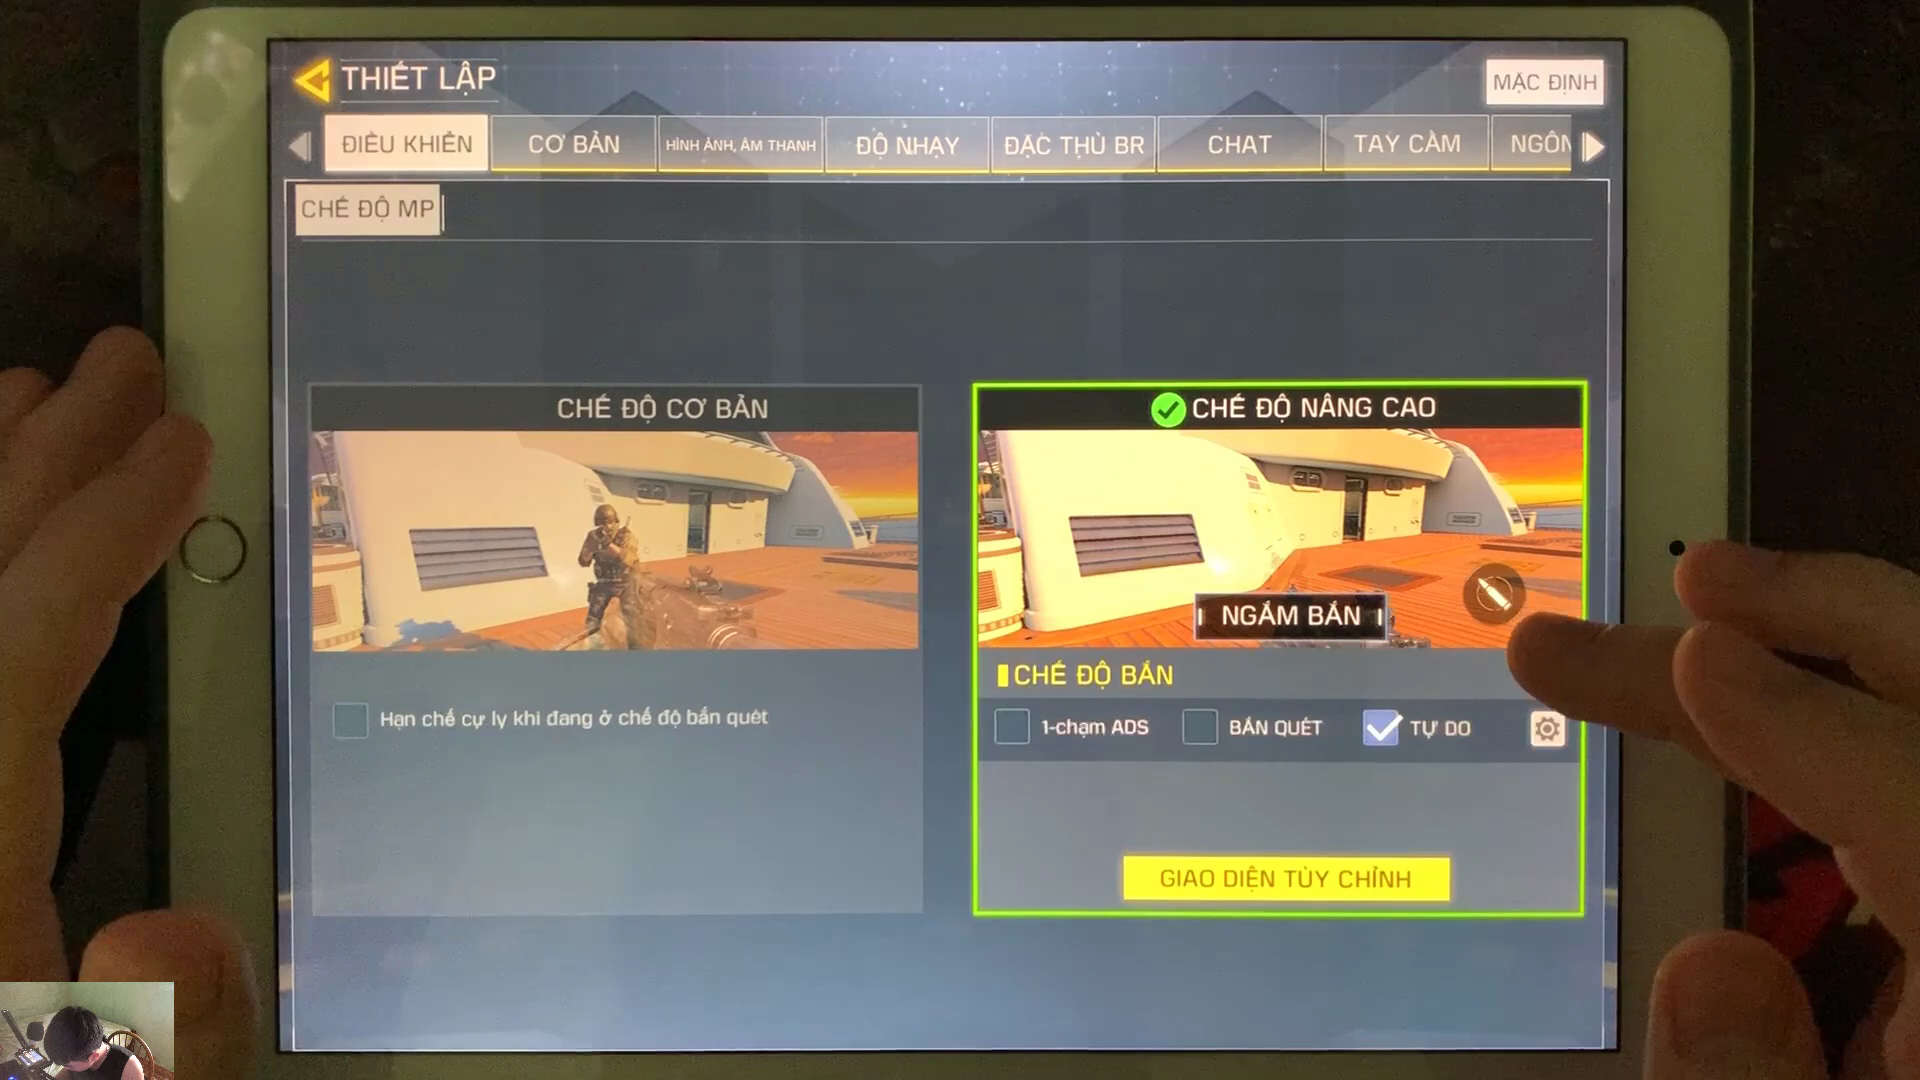 THIẾT LẬP
MẶC ĐỊNH
ĐIỀU KHIỂN
CƠ BẢN
HÌNH ẢNH, ÂM THANH
ĐỘ NHẠY
ĐẶC THÙ BR
CHAT
TAY CẦM
NGÔN
CHẾ ĐỘ MP
CHẾ ĐỘ CƠ BẢN
Hạn chế cự ly khi đang ở chế độ bắn quét
CHẾ ĐỘ NÂNG CAO
NGẮM BẮN
CHẾ ĐỘ BẮN
1-chạm ADS
BẮN QUÉT
TỰ DO
GIAO DIỆN TÙY CHỈNH